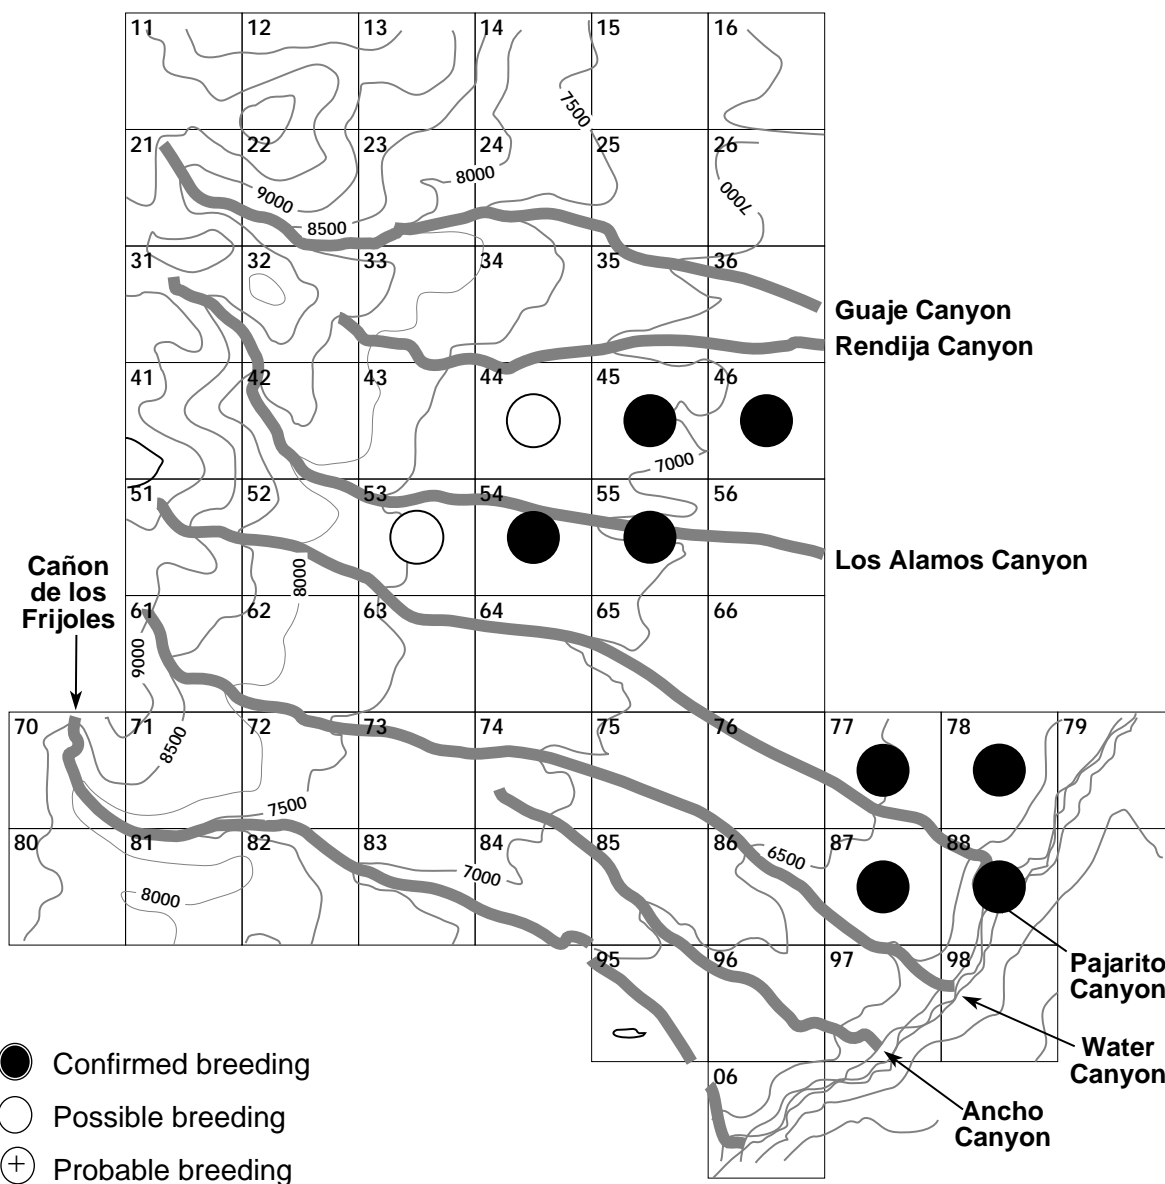 11 12 13 14 15 16
7500
21 22 23 24 25 26
8000
9000
7000
8500
31 32 33 34 35 36
Guaje Canyon
Rendija Canyon
41 42 43 44 45 46
7000
51 52 53 54 55 56
Los Alamos Canyon
Cañon
de los
Frijoles
8000
61 62 63 64 65 66
9000
70 71 72 73 74 75 76 77 78 79
8500
7500
80 81 82 83 84 85 86 87 88
6500
7000
8000
95 96 97 98
Pajarito
Canyon
Water
Canyon
06
Ancho
Canyon
Confirmed breeding
Possible breeding
Probable breeding